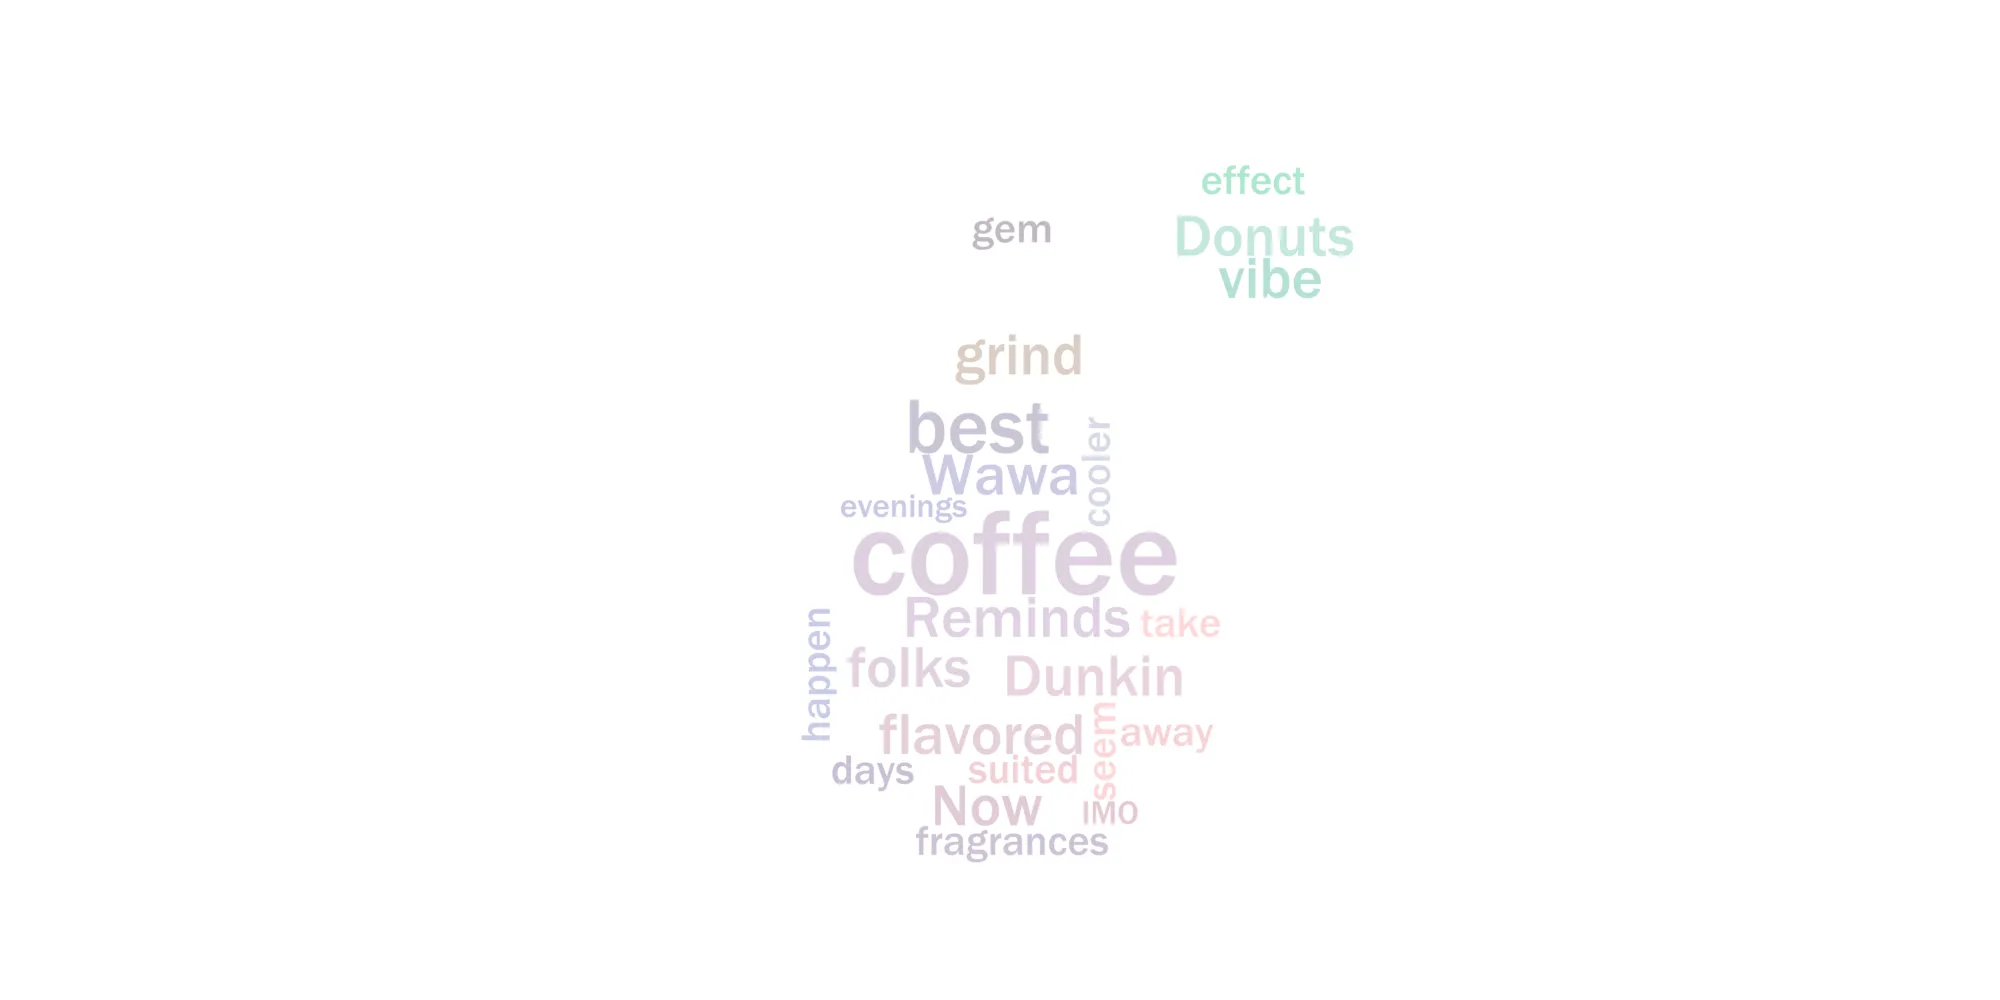 effect
gem
Donuts
vibe
grind
best
cooler
Wawa
evenings
coffee
Reminds
take
happen
folks
Dunkin
flavored
seem
away
days
suited
Now
IMO
fragrances